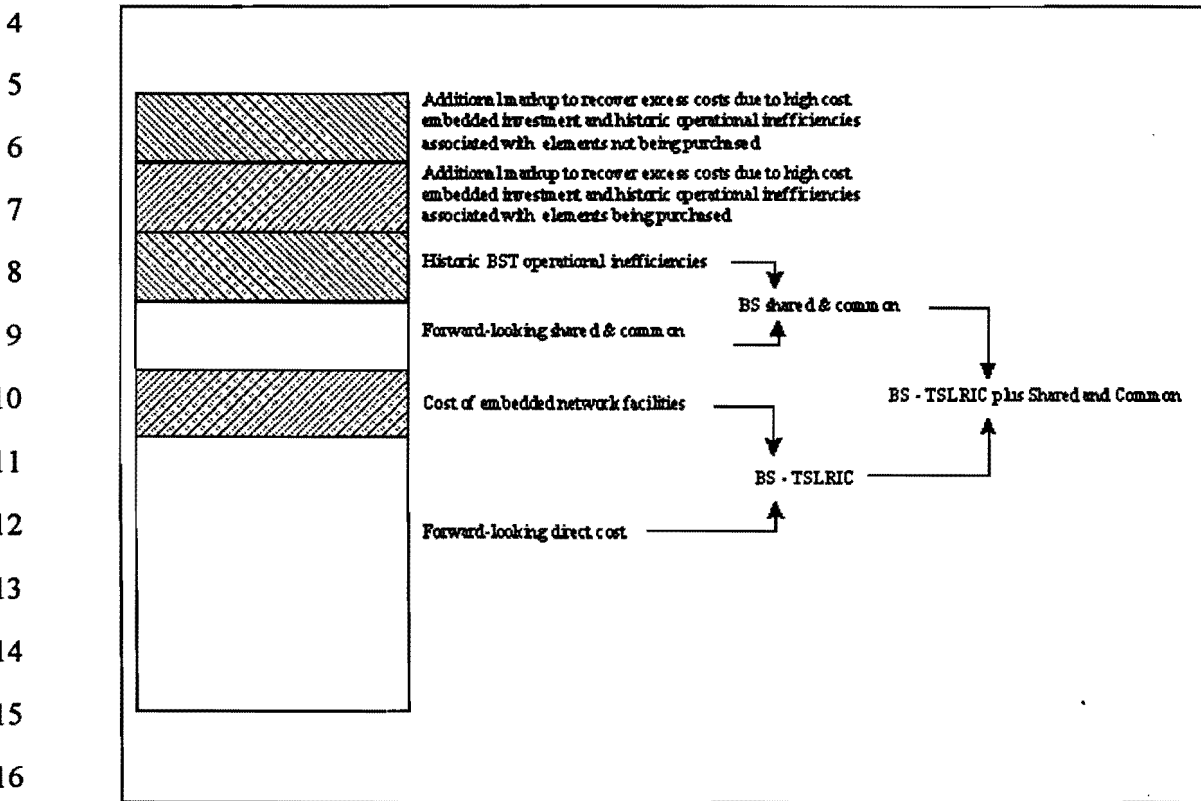 4
5
Additional markup to recover excess costs due to high cost
embedded investment and historic operational inefficiencies
6
associated with elements not being purchased
Additional markup to recover excess costs due to high cost
7
embedded investment and historic operational inefficiencies
associated with elements being purchased
8
Historic BST operational inefficiencies
BS shared & common
9
Forward-looking shared & common
10
Cost of embedded network facilities
BS - TSLRIC plus Shared and Common
11
BS - TSLRIC
12
Forward-looking direct cost
13
14
15
16